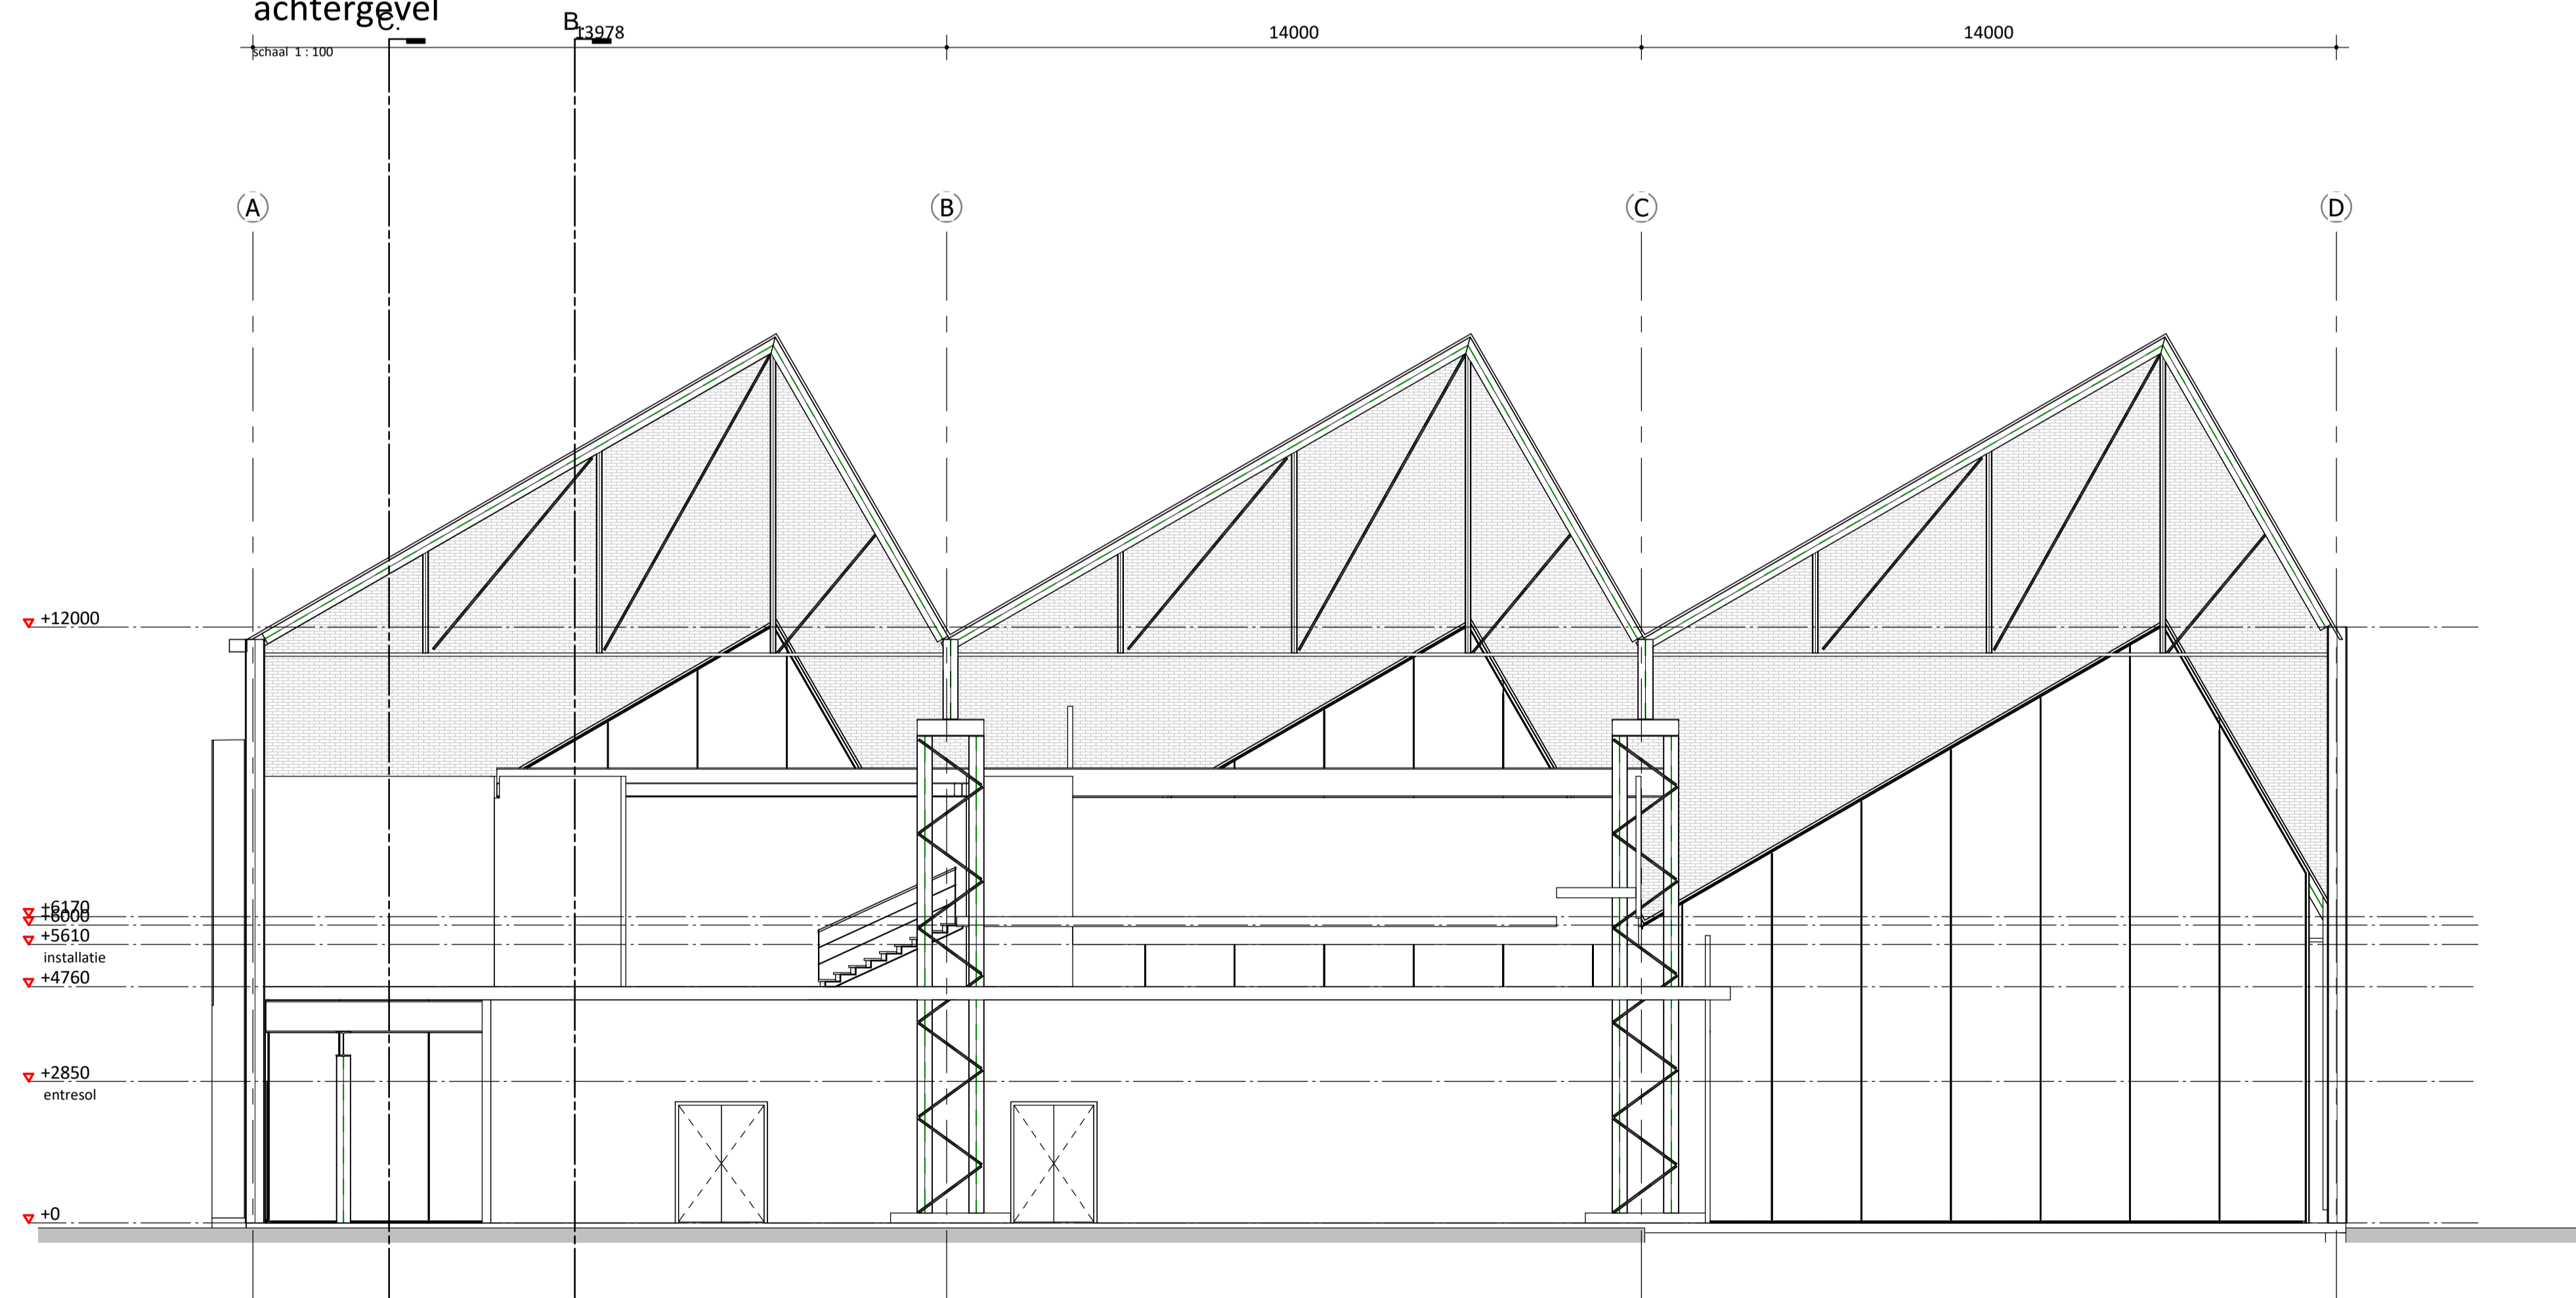 achtergevel
C.
B.
13978
14000
14000
schaal 1 : 100
A
B
C
D
+12000
+6170
+6000
+5610
installatie
+4760
+2850
entresol
+0